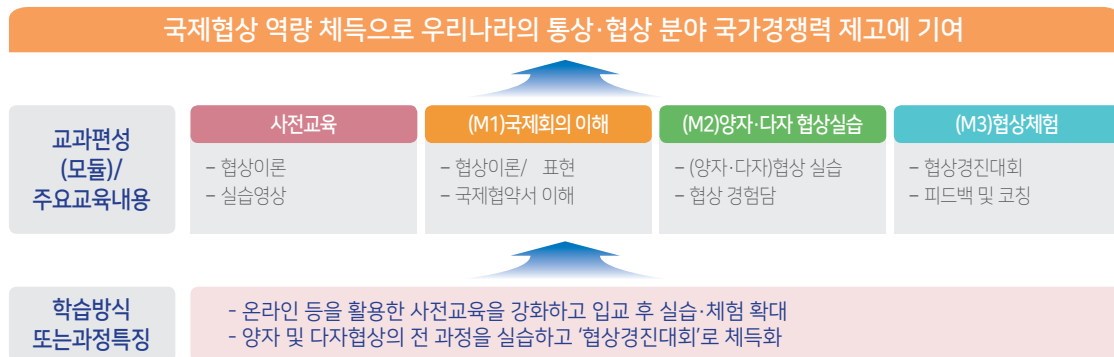 국제협상 역량 체득으로 우리나라의 통상·협상 분야 국가경쟁력 제고에 기여
교과편성
(모듈)/
주요교육내용
사전교육
- 협상이론
- 실습영상
(M1)국제회의 이해
- 협상이론/ 표현
- 국제협약서 이해
(M2)양자·다자 협상실습
- (양자·다자)협상 실습
- 협상 경험담
(M3)협상체험
- 협상경진대회
- 피드백 및 코칭
학습방식
또는과정특징
- 온라인 등을 활용한 사전교육을 강화하고 입교 후 실습·체험 확대
- 양자 및 다자협상의 전 과정을 실습하고 ‘협상경진대회’로 체득화